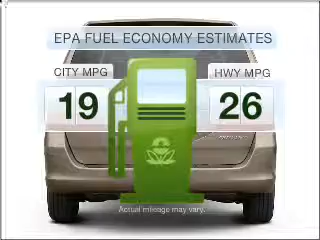 EPA FUEL ECONOMY ESTIMATES
CITY MPG
HWY MPG
19
26
Actual mileage may vary.